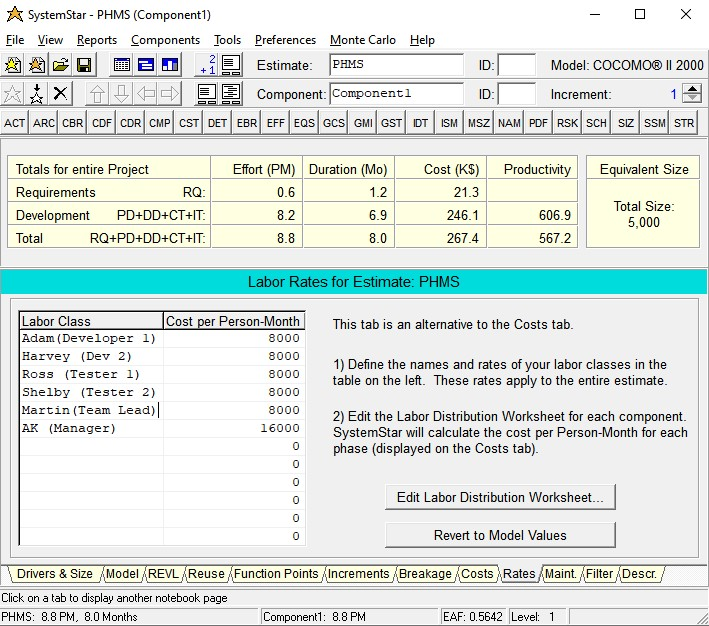 SystemStar - PHMS (Component1)
File View Reports Components Tools Preferences Monte Carlo Help
2 +1 Estimate: PHMS ID: Model: COCOMO® II 2000
Component: Component1 ID: Increment: 1
ACT ARC CBR CDF CDR CMP CST DET EBR EFF EQS GCS GMI GST IDT ISM MSZ NAM PDF RSK SCH SIZ SSM STR
Totals for entire Project Effort (PM) Duration (Mo) Cost (K$) Productivity Equivalent Size
Requirements RQ: 0.6 1.2 21.3
Development PD+DD+CT+IT: 8.2 6.9 246.1 606.9 Total Size:
5,000
Total RQ+PD+DD+CT+IT: 8.8 8.0 267.4 567.2
Labor Rates for Estimate: PHMS
Labor Class Cost per Person-Month
Adam(Developer 1) 8000
Harvey (Dev 2) 8000
Ross (Tester 1) 8000
Shelby (Tester 2) 8000
Martin(Team Lead) 8000
AK (Manager) 16000
0
0
0
0
0
0
This tab is an alternative to the Costs tab.
1) Define the names and rates of your labor classes in the
table on the left. These rates apply to the entire estimate.
2) Edit the Labor Distribution Worksheet for each component.
SystemStar will calculate the cost per Person-Month for each
phase (displayed on the Costs tab).
Edit Labor Distribution Worksheet...
Revert to Model Values
Drivers & Size Model REVL Reuse Function Points Increments Breakage Costs Rates Maint. Filter Descr.
Click on a tab to display another notebook page
PHMS: 8.8 PM, 8.0 Months Component1: 8.8 PM EAF: 0.5642 Level: 1